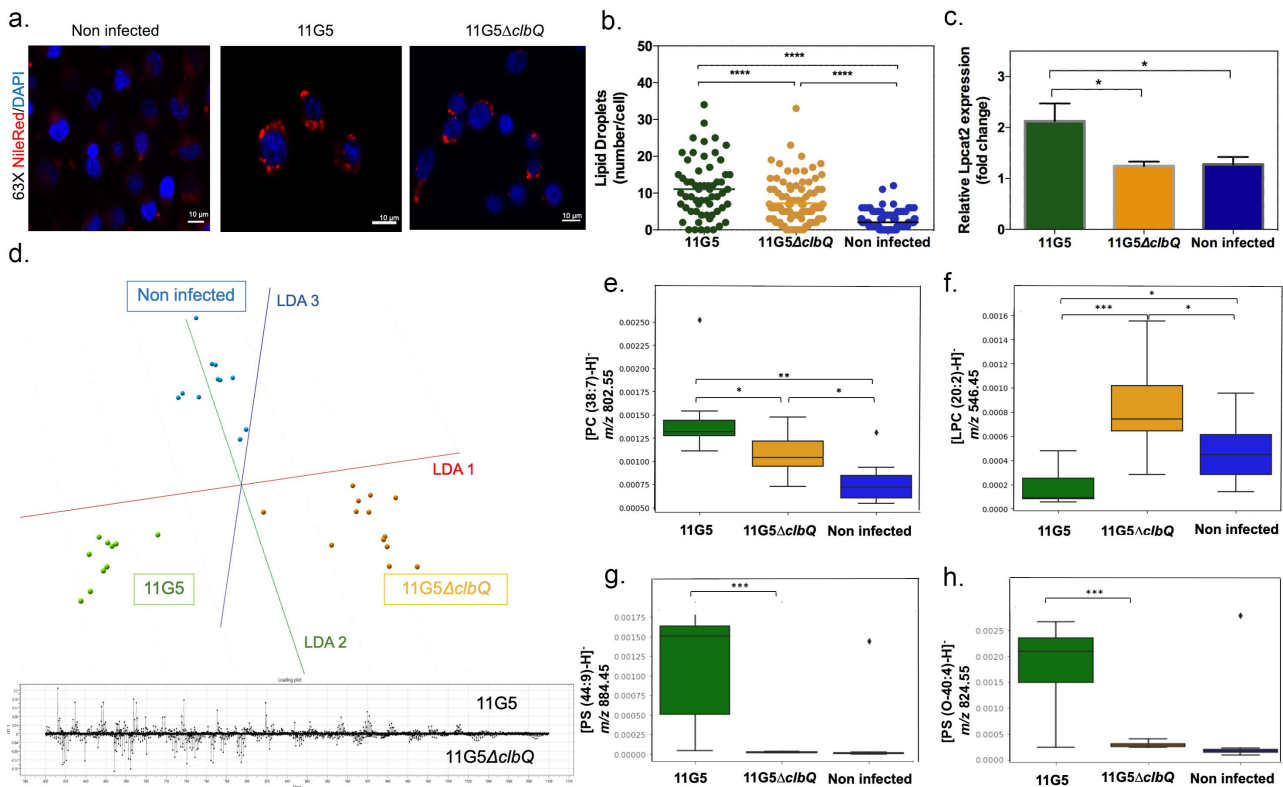 a.
Non infected
11G5
11G5ΔclbQ
63X NileRed/DAPI
10 μm
10 μm
10 μm
b.
Lipid Droplets
(number/cell)
50
40
30
20
10
0
****
****
****
11G5
11G5ΔclbQ
Non infected
c.
Relative Lpcat2 expression
(fold change)
3
2
1
0
*
*
11G5
11G5ΔclbQ
Non infected
d.
Non infected
LDA 3
LDA 1
11G5
11G5ΔclbQ
LDA 2
Loading plot
11G5
11G5ΔclbQ
e.
[PC (38:7)-H]-
m/z 802.55
0.00250
0.00225
0.00200
0.00175
0.00150
0.00125
0.00100
0.00075
0.00050
**
*
*
11G5
11G5ΔclbQ
Non infected
f.
[LPC (20:2)-H]-
m/z 546.45
0.0016
0.0014
0.0012
0.0010
0.0008
0.0006
0.0004
0.0002
0.0000
*
***
*
11G5
11G5ΔclbQ
Non infected
g.
[PS (44:9)-H]-
m/z 884.45
0.00175
0.00150
0.00125
0.00100
0.00075
0.00050
0.00025
0.00000
***
11G5
11G5ΔclbQ
Non infected
h.
[PS (O-40:4)-H]-
m/z 824.55
0.0025
0.0020
0.0015
0.0010
0.0005
0.0000
***
11G5
11G5ΔclbQ
Non infected